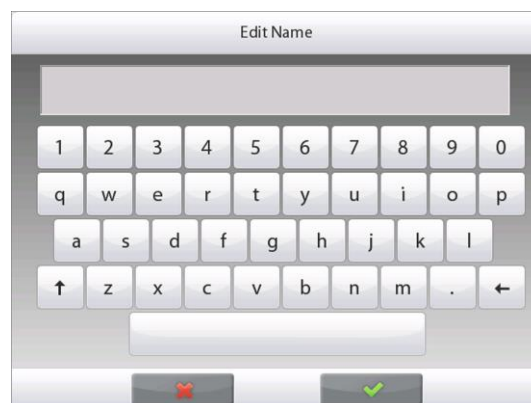 Edit Name
1 2 3 4 5 6 7 8 9 0
q w e r t y u i o p
a s d f g h j k l
↑ z x c v b n m . ←